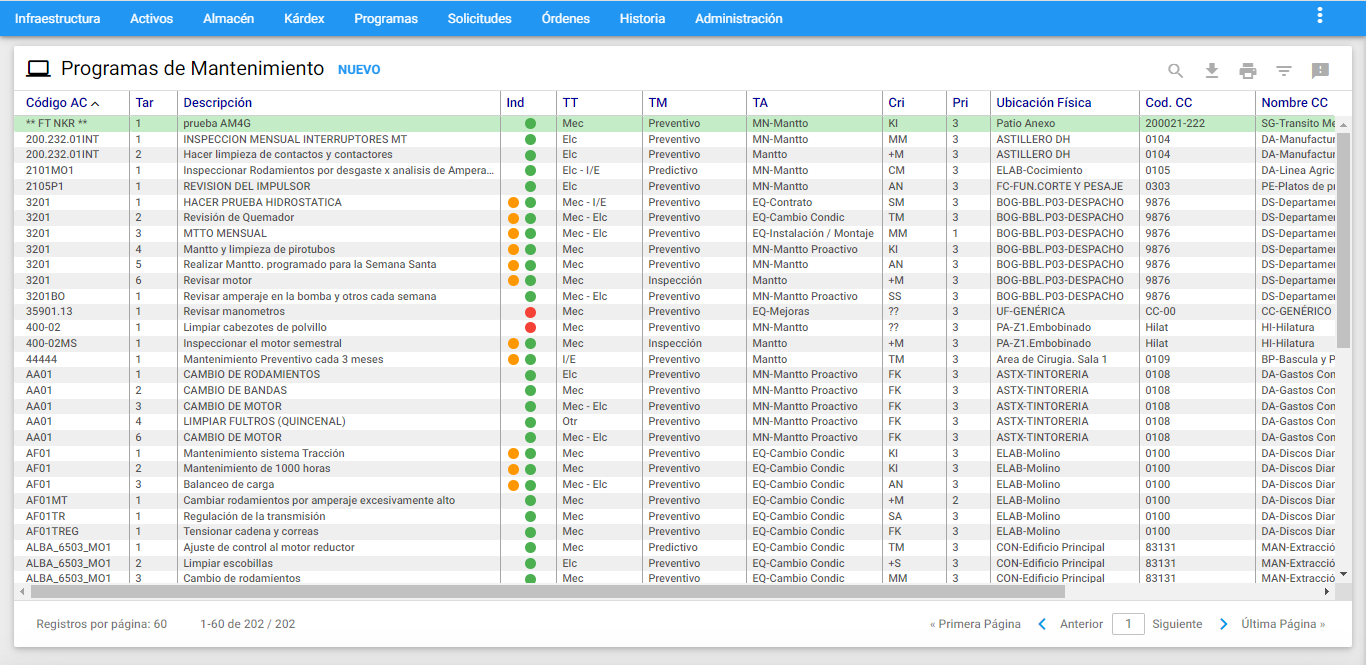 Infraestructura Activos Almacén Kárdex Programas Solicitudes Órdenes Historia Administración
Programas de Mantenimiento NUEVO
Código AC Tar Descripción Ind TT TM TA Cri Pri Ubicación Física Cod. CC Nombre CC
** FT NKR ** 1 prueba AM4G Mec Preventivo MN-Mantto KI 3 Patio Anexo 200021-222 SG-Transito Me
200.232.01INT 1 INSPECCION MENSUAL INTERRUPTORES MT Elc Preventivo MN-Mantto MM 3 ASTILLERO DH 0104 DA-Manufactur
200.232.01INT 2 Hacer limpieza de contactos y contactores Elc Preventivo Mantto +M 3 ASTILLERO DH 0104 DA-Manufactur
2101MO1 1 Inspeccionar Rodamientos por desgaste x analisis de Ampera... Elc - I/E Predictivo MN-Mantto CM 3 ELAB-Cocimiento 0105 DA-Linea Agric
2105P1 1 REVISION DEL IMPULSOR Elc Preventivo MN-Mantto AN 3 FC-FUN.CORTE Y PESAJE 0303 PE-Platos de p
3201 1 HACER PRUEBA HIDROSTATICA Mec - I/E Preventivo EQ-Contrato SM 3 BOG-BBL.P03-DESPACHO 9876 DS-Departame
3201 2 Revisión de Quemador Mec - Elc Preventivo EQ-Cambio Condic TM 3 BOG-BBL.P03-DESPACHO 9876 DS-Departame
3201 3 MTTO MENSUAL Mec - Elc Preventivo EQ-Instalación / Montaje MM 1 BOG-BBL.P03-DESPACHO 9876 DS-Departame
3201 4 Mantto y limpieza de pirotubos Mec Preventivo MN-Mantto Proactivo KI 3 BOG-BBL.P03-DESPACHO 9876 DS-Departame
3201 5 Realizar Mantto. programado para la Semana Santa Mec Preventivo MN-Mantto AN 3 BOG-BBL.P03-DESPACHO 9876 DS-Departame
3201 6 Revisar motor Mec Inspección Mantto +M 3 BOG-BBL.P03-DESPACHO 9876 DS-Departame
3201BO 1 Revisar amperaje en la bomba y otros cada semana Mec - Elc Preventivo MN-Mantto Proactivo SS 3 BOG-BBL.P03-DESPACHO 9876 DS-Departame
35901.13 1 Revisar manometros Mec Preventivo EQ-Mejoras ?? 3 UF-GENÉRICA CC-00 CC-GENÉRICO
400-02 1 Limpiar cabezotes de polvillo Mec Preventivo MN-Mantto ?? 3 PA-Z1.Embobinado Hilat HI-Hilatura
400-02MS 1 Inspeccionar el motor semestral Mec Inspección Mantto +M 3 PA-Z1.Embobinado Hilat HI-Hilatura
44444 1 Mantenimiento Preventivo cada 3 meses I/E Preventivo Mantto TM 3 Area de Cirugía. Sala 1 0109 BP-Bascula y P
AA01 1 CAMBIO DE RODAMIENTOS Elc Preventivo MN-Mantto Proactivo FK 3 ASTX-TINTORERIA 0108 DA-Gastos Con
AA01 2 CAMBIO DE BANDAS Mec Preventivo MN-Mantto Proactivo FK 3 ASTX-TINTORERIA 0108 DA-Gastos Con
AA01 3 CAMBIO DE MOTOR Mec - Elc Preventivo MN-Mantto Proactivo FK 3 ASTX-TINTORERIA 0108 DA-Gastos Con
AA01 4 LIMPIAR FULTROS (QUINCENAL) Otr Preventivo MN-Mantto Proactivo FK 3 ASTX-TINTORERIA 0108 DA-Gastos Con
AA01 6 CAMBIO DE MOTOR Mec - Elc Preventivo MN-Mantto Proactivo FK 3 ASTX-TINTORERIA 0108 DA-Gastos Con
AF01 1 Mantenimiento sistema Tracción Mec Preventivo EQ-Cambio Condic KI 3 ELAB-Molino 0100 DA-Discos Diar
AF01 2 Mantenimiento de 1000 horas Mec Preventivo EQ-Cambio Condic KI 3 ELAB-Molino 0100 DA-Discos Diar
AF01 3 Balanceo de carga Mec - Elc Preventivo EQ-Cambio Condic AN 3 ELAB-Molino 0100 DA-Discos Diar
AF01MT 1 Cambiar rodamientos por amperaje excesivamente alto Mec Preventivo EQ-Cambio Condic +M 2 ELAB-Molino 0100 DA-Discos Diar
AF01TR 1 Regulación de la transmisión Mec Preventivo EQ-Cambio Condic SA 3 ELAB-Molino 0100 DA-Discos Diar
AF01TREG 1 Tensionar cadena y correas Mec Preventivo EQ-Cambio Condic FK 3 ELAB-Molino 0100 DA-Discos Diar
ALBA_6503_MO1 1 Ajuste de control al motor reductor Mec Predictivo EQ-Cambio Condic TM 3 CON-Edificio Principal 83131 MAN-Extracció
ALBA_6503_MO1 2 Limpiar escobillas Elc Preventivo EQ-Cambio Condic +S 3 CON-Edificio Principal 83131 MAN-Extracció
ALBA_6503_MO1 3 Cambio de rodamientos Mec Preventivo EQ-Cambio Condic MM 3 CON-Edificio Principal 83131 MAN-Extracció
Registros por página: 60 1-60 de 202 / 202 « Primera Página Anterior 1 Siguiente Última Página »